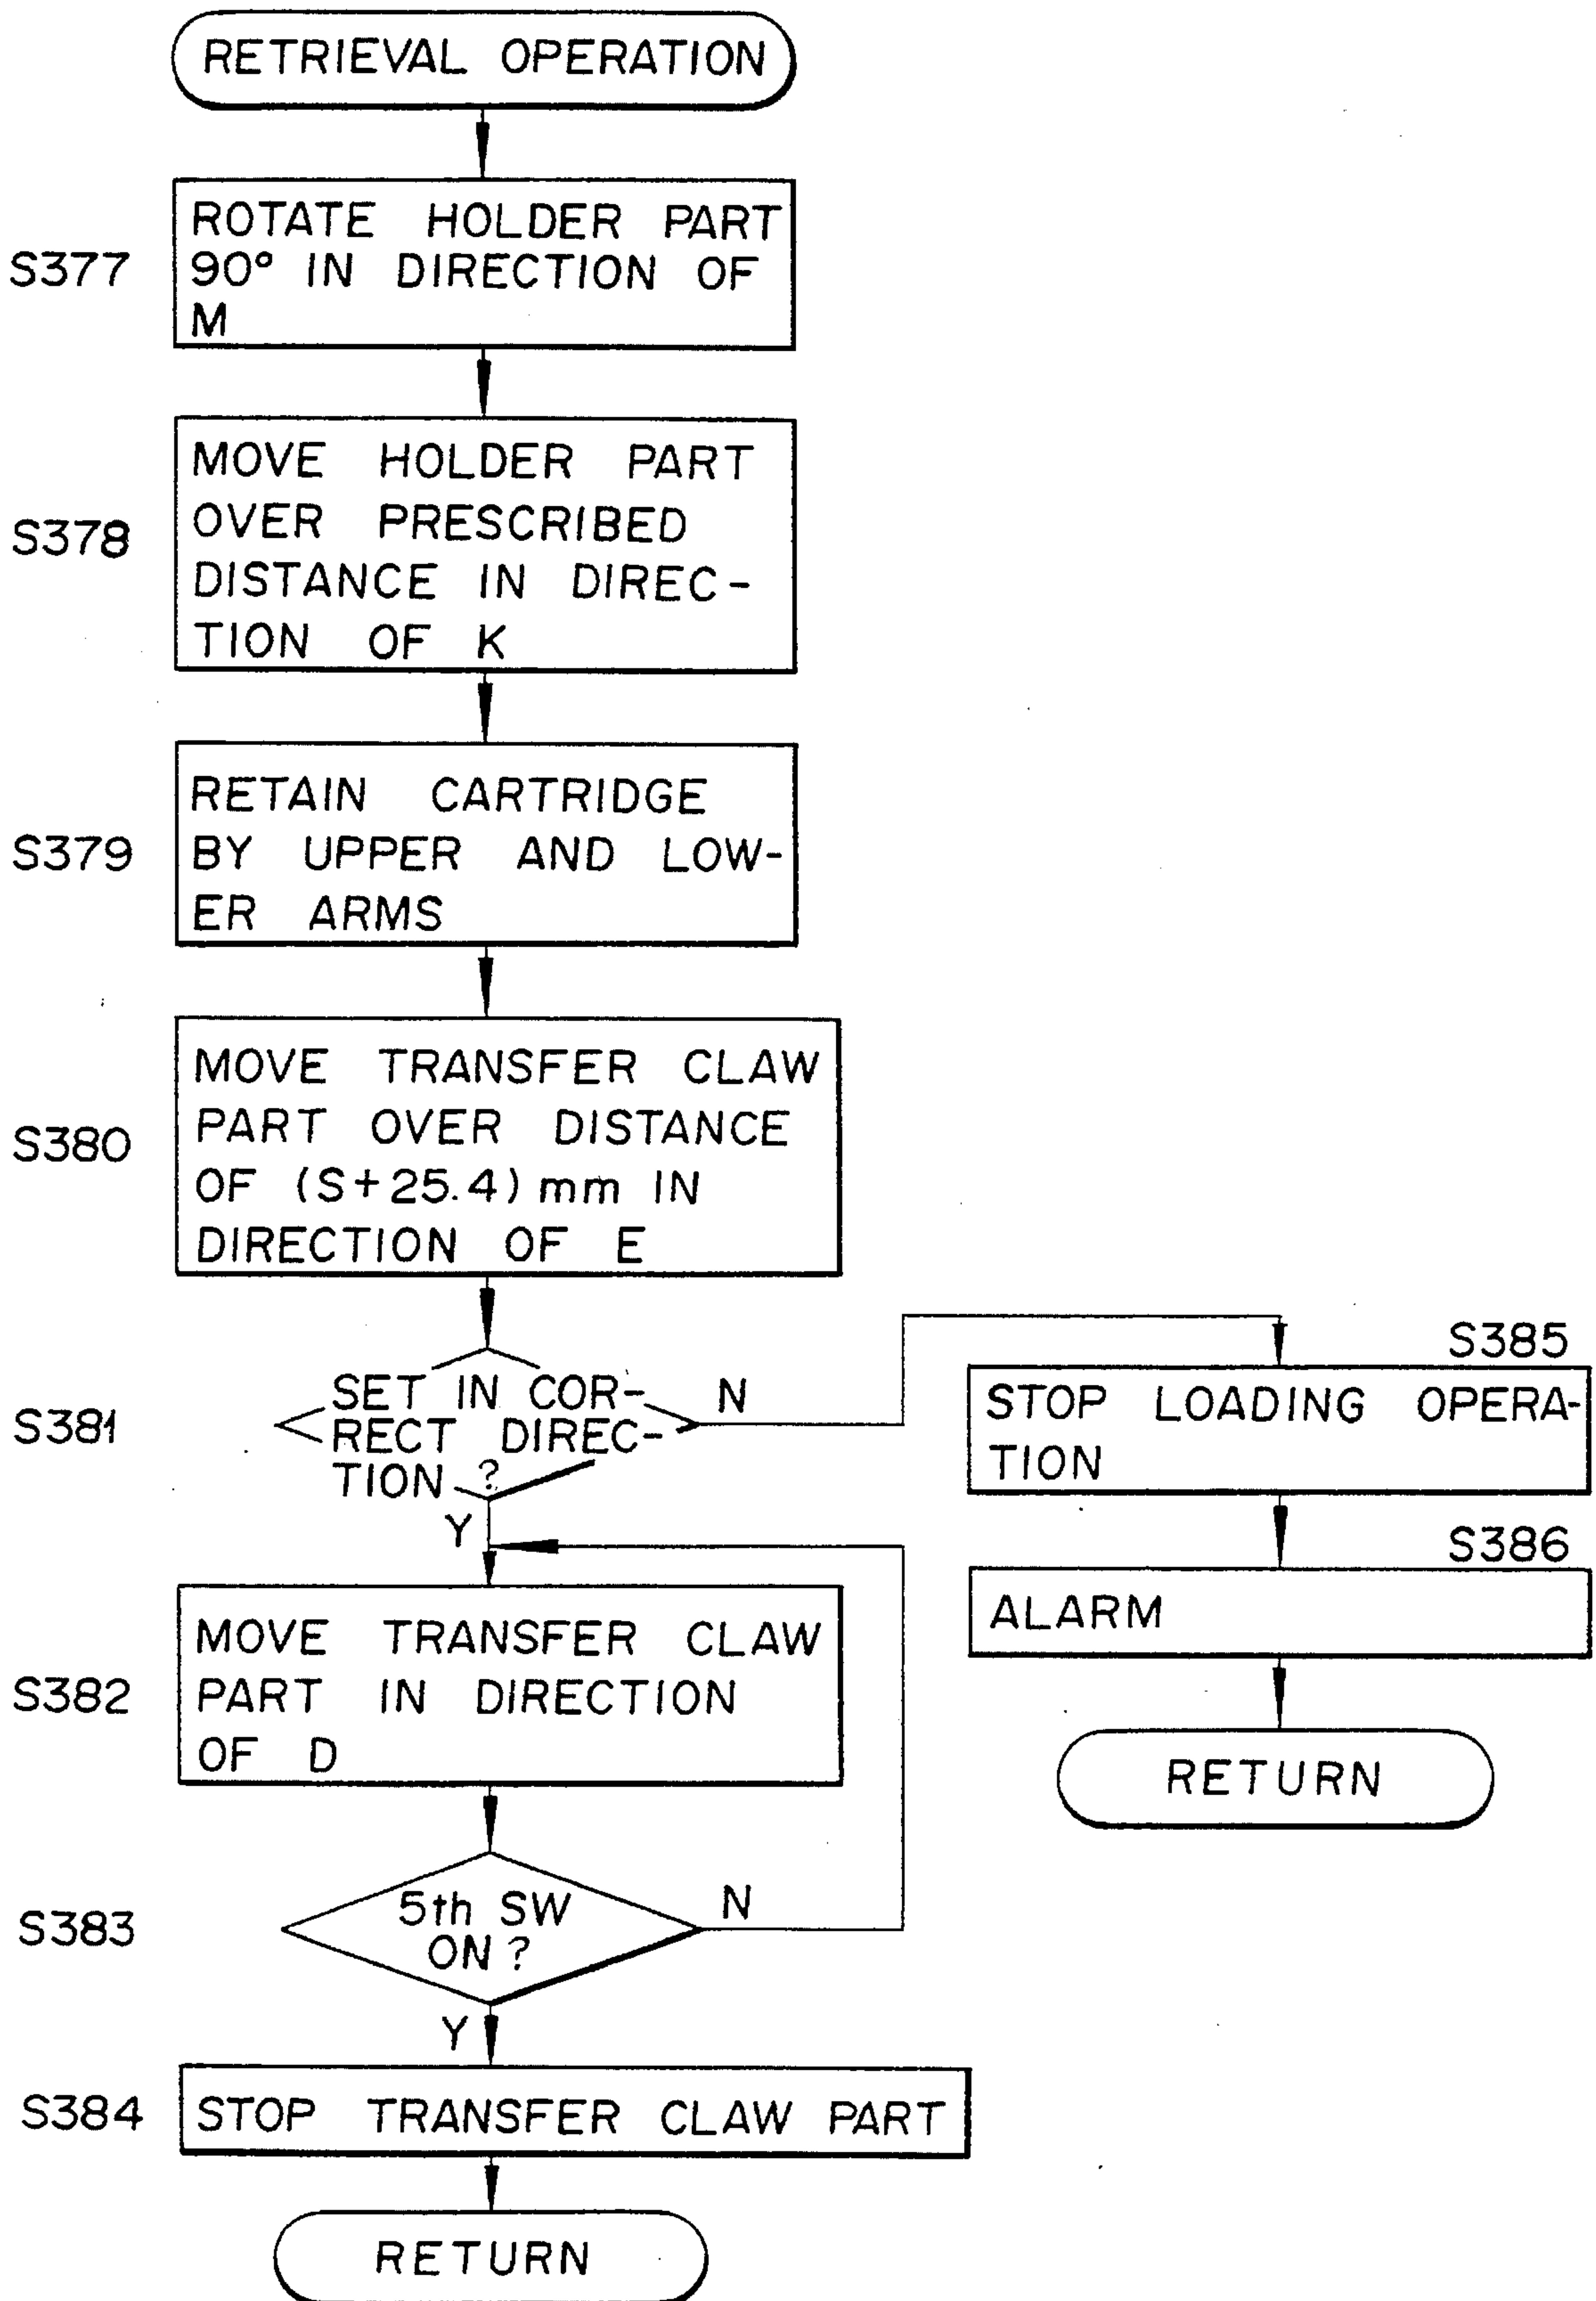 RETRIEVAL OPERATION
S377
ROTATE HOLDER PART
90° IN DIRECTION OF
M
S378
MOVE HOLDER PART
OVER PRESCRIBED
DISTANCE IN DIREC-
TION OF K
S379
RETAIN CARTRIDGE
BY UPPER AND LOW-
ER ARMS
S380
MOVE TRANSFER CLAW
PART OVER DISTANCE
OF (S+25.4) mm IN
DIRECTION OF E
S381
SET IN COR-
RECT DIREC-
TION ?
N
Y
S385
STOP LOADING OPERA-
TION
S386
ALARM
RETURN
S382
MOVE TRANSFER CLAW
PART IN DIRECTION
OF D
S383
5th SW
ON ?
N
Y
S384
STOP TRANSFER CLAW PART
RETURN